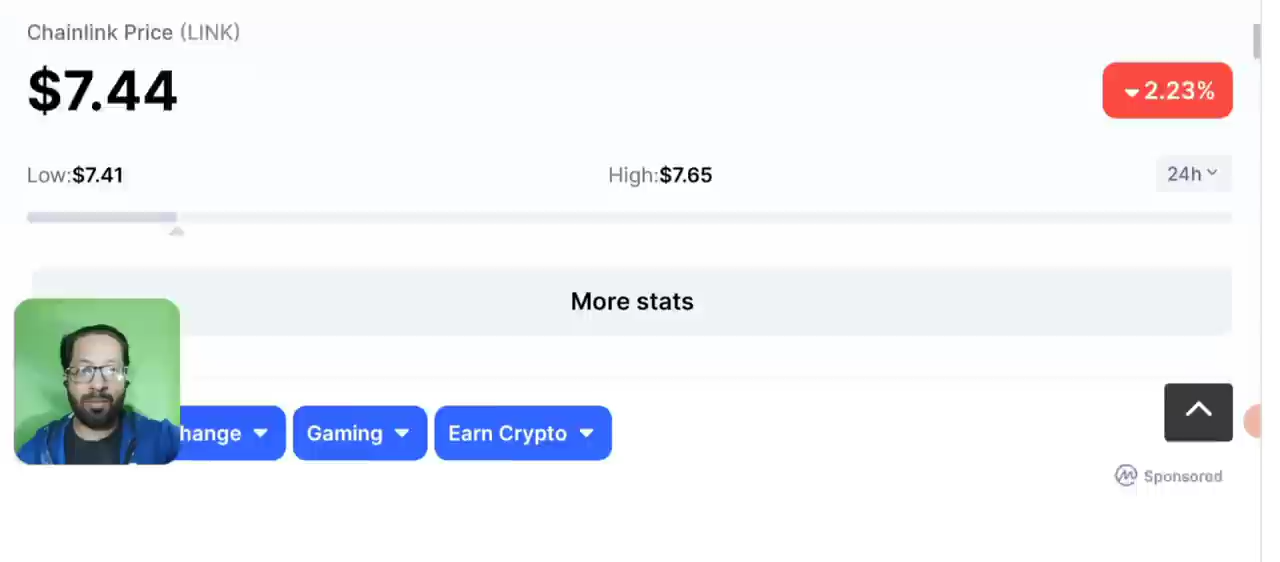 Chainlink Price (LINK)
$7.44
2.23%
Low:$7.41
High:$7.65
24h
More stats
hange
Gaming
Earn Crypto
Sponsored